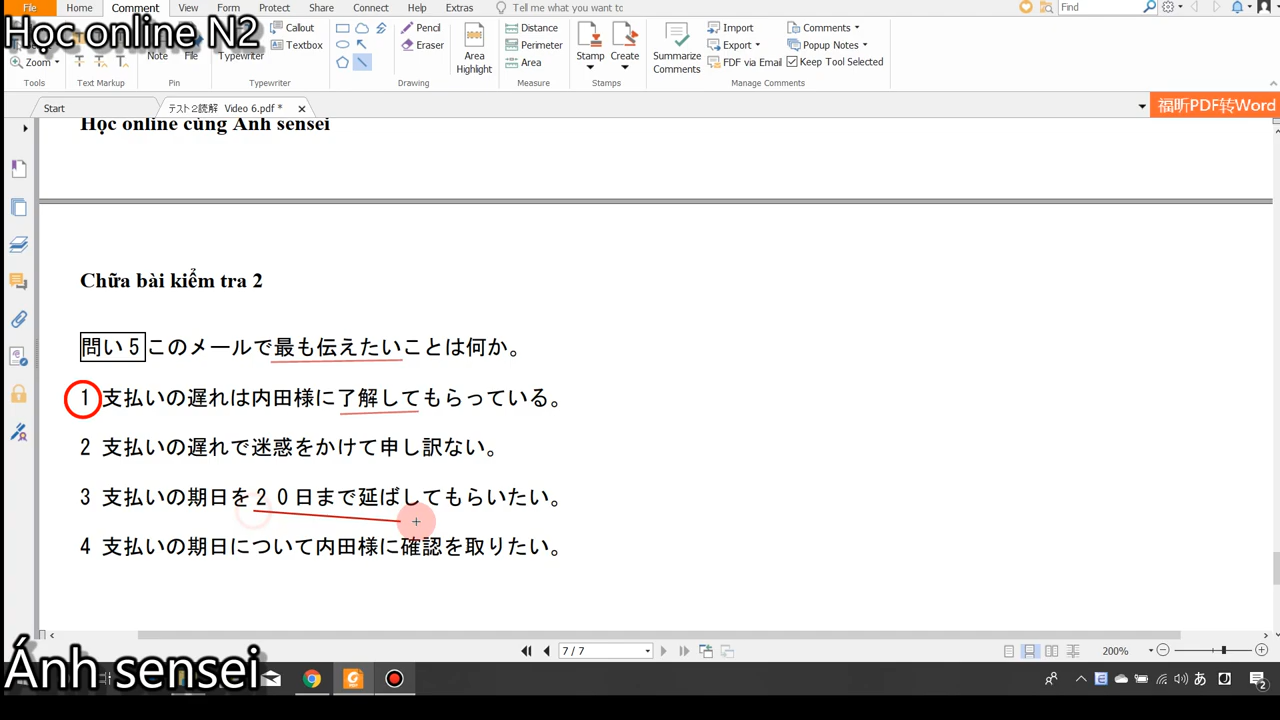 File Home Comment View Form Protect Share Connect Help Extras Tell me what you want tc Find
Học online N2
Callout Pencil Distance Import Comments
Note File Typewriter Textbox Eraser Area Highlight Perimeter Stamp Create Summarize Comments Export Popup Notes
Zoom Area FDF via Email Keep Tool Selected
Tools Text Markup Pin Typewriter Drawing Measure Stamps Manage Comments
Start テスト2読解 Video 6.pdf * 福昕PDF转Word
Học online cùng Ánh sensei
Chữa bài kiểm tra 2
問い5 このメールで最も伝えたいことは何か。
1 支払いの遅れは内田様に了解してもらっている。
2 支払いの遅れで迷惑をかけて申し訳ない。
3 支払いの期日を20日まで延ばしてもらいたい。
4 支払いの期日について内田様に確認を取りたい。
7 / 7 200%
Ánh sensei
あ 2